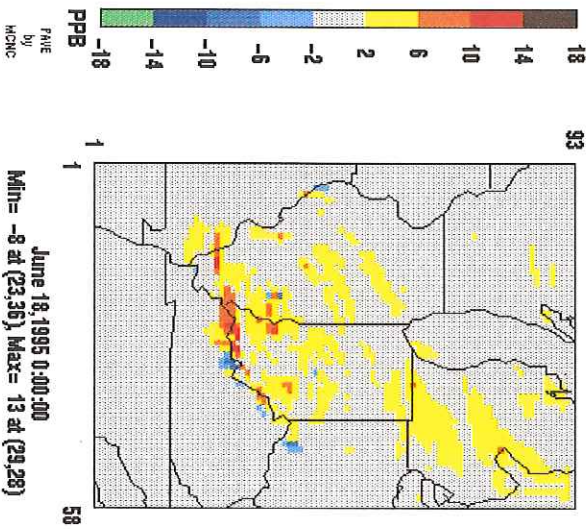 PPB
18
14
10
6
2
-2
-6
-10
-14
-18
PAVE
by
MCNC
93
1
1
58
June 18,1995 0:00:00
Min= -8 at (23,36), Max= 13 at (29,28)